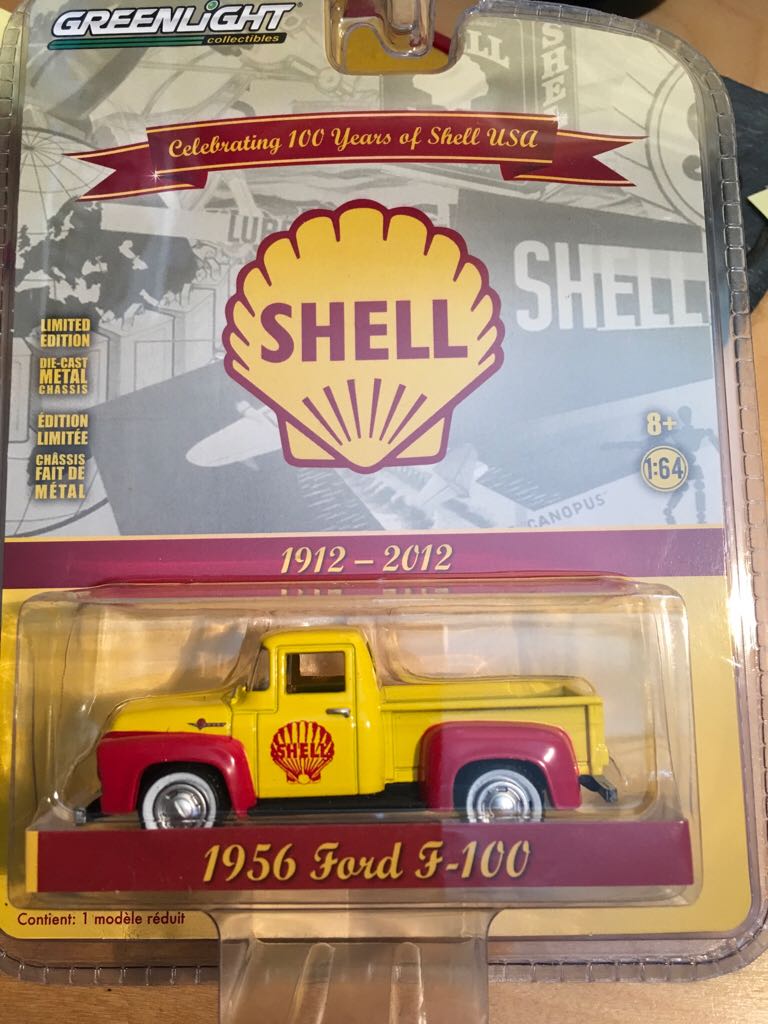 GREENLIGHT
collectibles
Celebrating 100 Years of Shell USA
SHELL
SHELL
LIMITED
EDITION
DIE-CAST
METAL
CHASSIS
ÉDITION
LIMITÉE
CHÂSSIS
FAIT DE
MÉTAL
8+
1:64
"CANOPUS"
1912 – 2012
SHELL
1956 Ford F-100
Contient: 1 modèle réduit